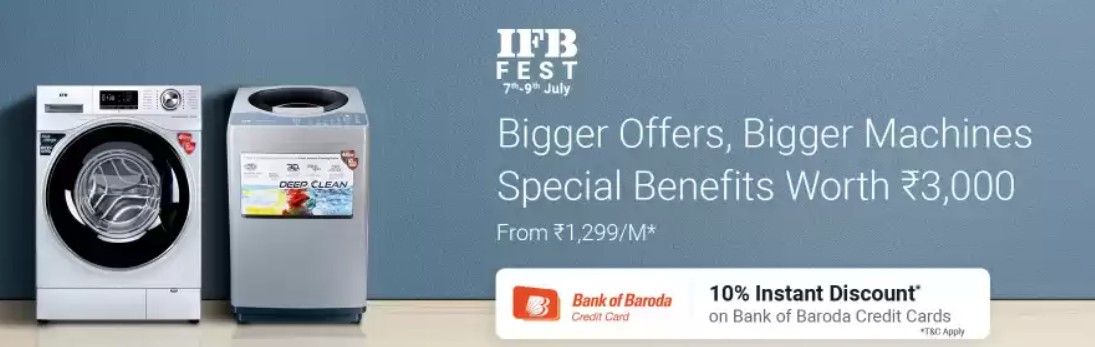 IFB
FEST
7th-9th July
Bigger Offers, Bigger Machines
Special Benefits Worth ₹3,000
From ₹1,299/M*
Bank of Baroda
Credit Card
10% Instant Discount*
on Bank of Baroda Credit Cards
*T&C Apply
IFB
DEEP CLEAN